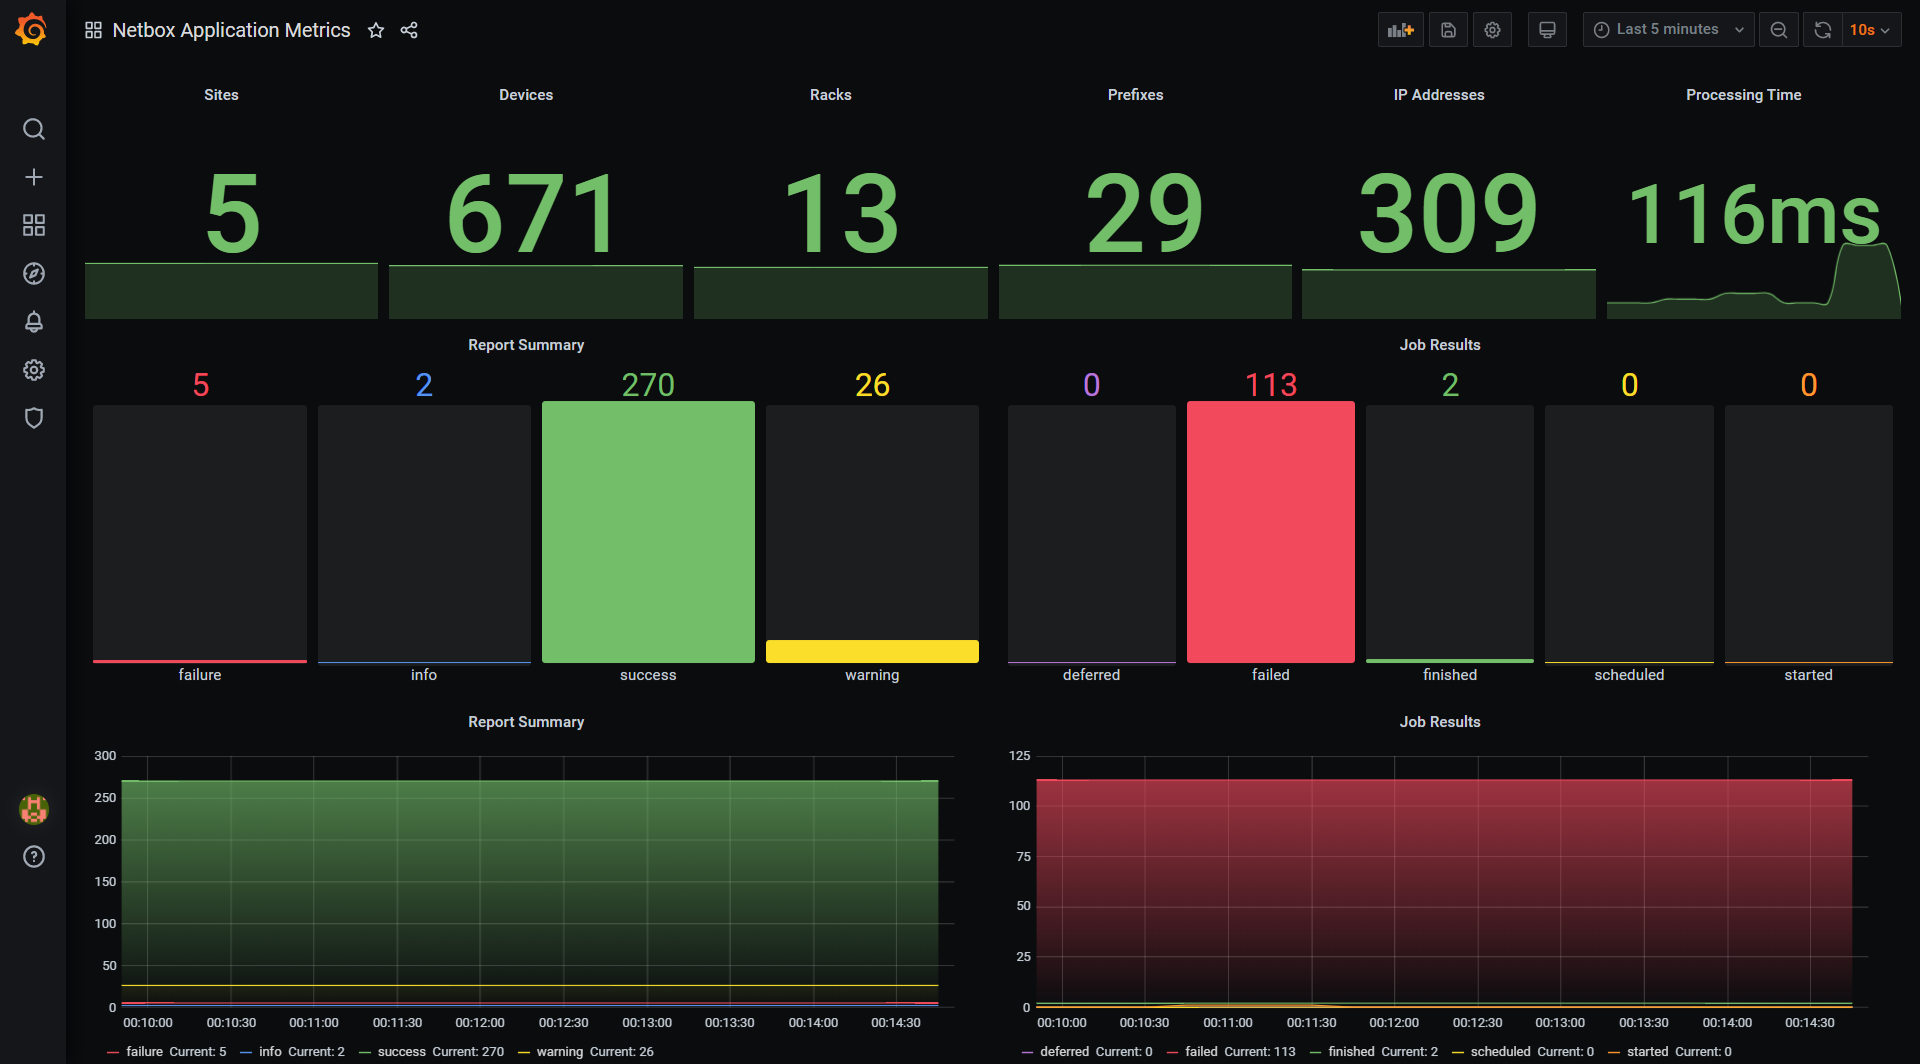 Netbox Application Metrics
Last 5 minutes
10s
Sites Devices Racks Prefixes IP Addresses Processing Time
5 671 13 29 309 116ms
Report Summary
5 2 270 26
failure info success warning
Job Results
0 113 2 0 0
deferred failed finished scheduled started
Report Summary
300
250
200
150
100
50
0
00:10:00 00:10:30 00:11:00 00:11:30 00:12:00 00:12:30 00:13:00 00:13:30 00:14:00 00:14:30
failure Current: 5 info Current: 2 success Current: 270 warning Current: 26
Job Results
125
100
75
50
25
0
00:10:00 00:10:30 00:11:00 00:11:30 00:12:00 00:12:30 00:13:00 00:13:30 00:14:00 00:14:30
deferred Current: 0 failed Current: 113 finished Current: 2 scheduled Current: 0 started Current: 0